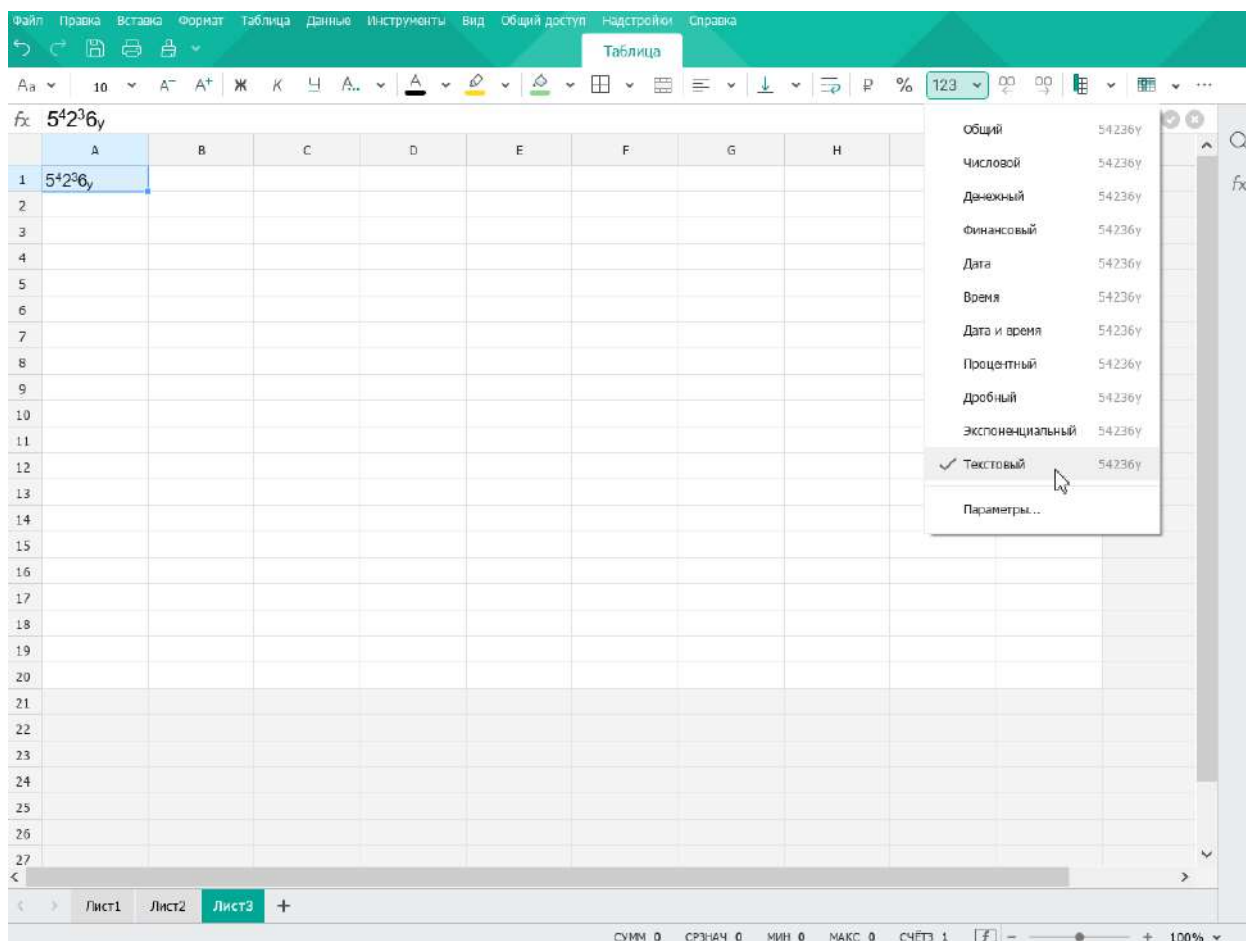 Файл Правка Вставка Формат Таблица Данные Инструменты Вид Общий доступ Надстройки Справка
Таблица
Aa 10 A⁻ A⁺ Ж К Ч А.. А ₽ % 123 ...
fx 5⁴2³6ᵧ
A B C D E F G H
1 5⁴2³6ᵧ
2
3
4
5
6
7
8
9
10
11
12
13
14
15
16
17
18
19
20
21
22
23
24
25
26
27
Общий 54236y
Числовой 54236y
Денежный 54236y
Финансовый 54236y
Дата 54236y
Время 54236y
Дата и время 54236y
Процентный 54236y
Дробный 54236y
Экспоненциальный 54236y
Текстовый 54236y
Параметры...
fx
Лист1 Лист2 Лист3 +
СУММ 0 СРЗНАЧ 0 МИН 0 МАКС 0 СЧЁТЗ 1 f − + 100%